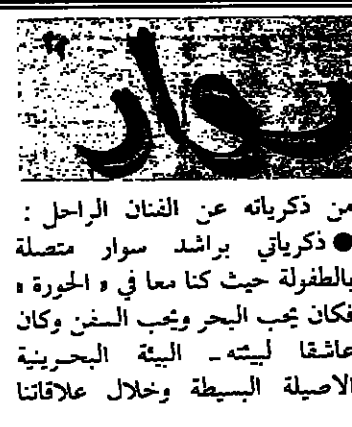 سوار
من ذكرياته عن الفنان الراحل :
● ذكرياتي براشد سوار متصلة
بالطفولة حيث كنا معا في « الحورة »
فكان يحب البحر ويحب السفن وكان
عاشقا لبيئته ـ البيئة البحرينية
الاصيلة البسيطة وخلال علاقاتنا